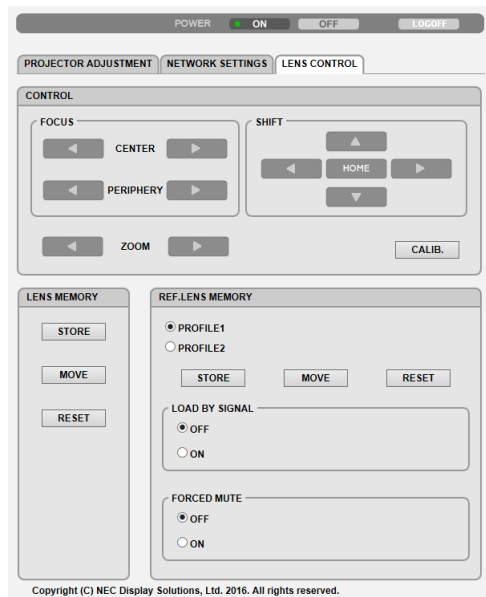 POWER ON OFF LOGOFF
PROJECTOR ADJUSTMENT NETWORK SETTINGS LENS CONTROL
CONTROL
FOCUS
CENTER
PERIPHERY
SHIFT
HOME
ZOOM
CALIB.
LENS MEMORY
STORE
MOVE
RESET
REF.LENS MEMORY
PROFILE1
PROFILE2
STORE MOVE RESET
LOAD BY SIGNAL
OFF
ON
FORCED MUTE
OFF
ON
Copyright (C) NEC Display Solutions, Ltd. 2016. All rights reserved.